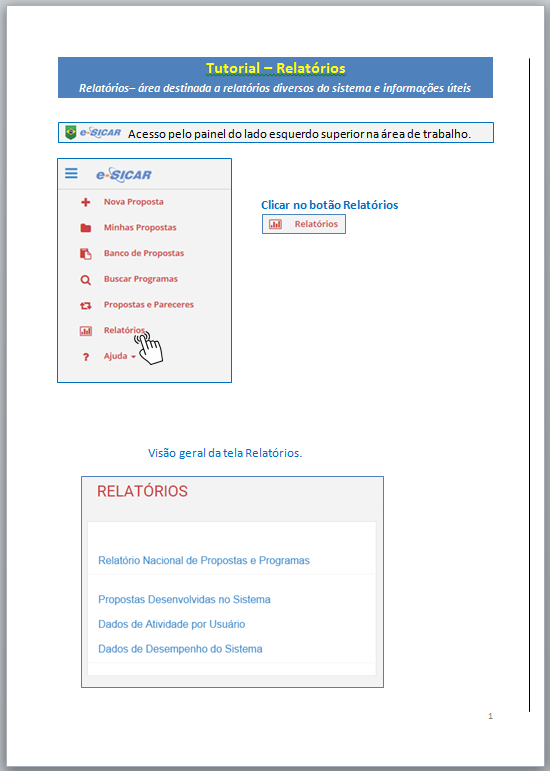 Tutorial – Relatórios
Relatórios– área destinada a relatórios diversos do sistema e informações úteis
e-SICAR Acesso pelo painel do lado esquerdo superior na área de trabalho.
e-SICAR
Nova Proposta
Minhas Propostas
Banco de Propostas
Buscar Programas
Propostas e Pareceres
Relatórios
? Ajuda
Clicar no botão Relatórios
Relatórios
Visão geral da tela Relatórios.
RELATÓRIOS
Relatório Nacional de Propostas e Programas
Propostas Desenvolvidas no Sistema
Dados de Atividade por Usuário
Dados de Desempenho do Sistema
1